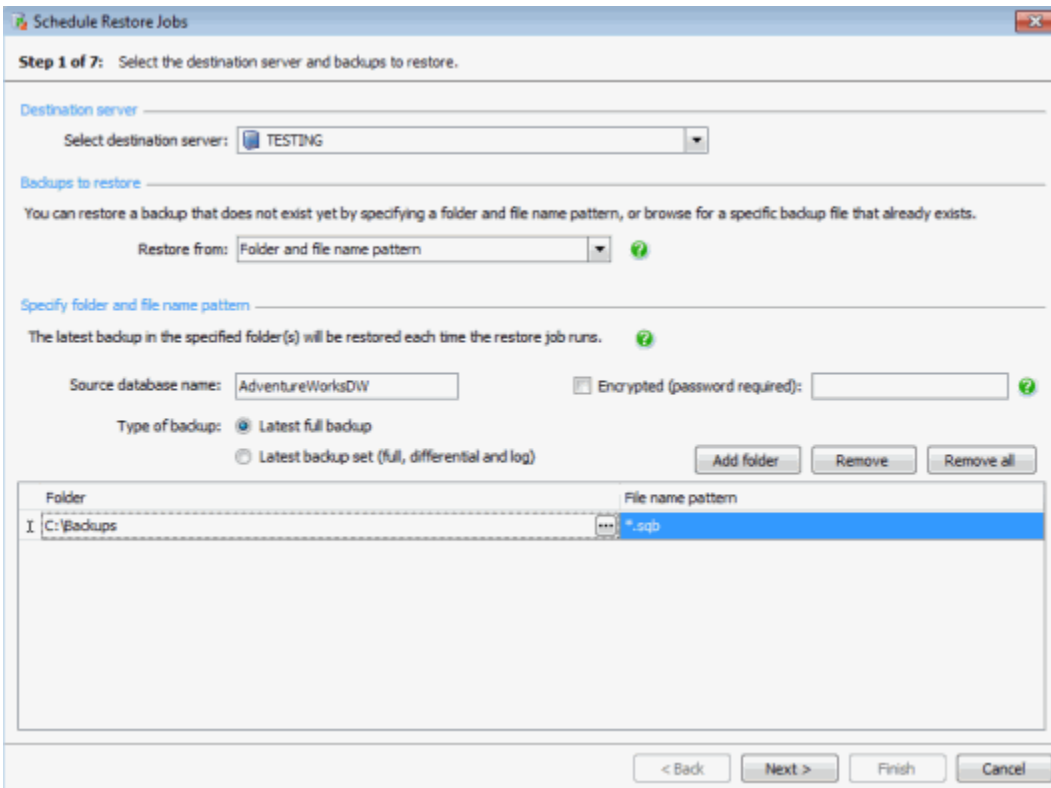 Schedule Restore Jobs
Step 1 of 7: Select the destination server and backups to restore.
Destination server
Select destination server: TESTING
Backups to restore
You can restore a backup that does not exist yet by specifying a folder and file name pattern, or browse for a specific backup file that already exists.
Restore from: Folder and file name pattern
Specify folder and file name pattern
The latest backup in the specified folder(s) will be restored each time the restore job runs.
Source database name: AdventureWorksDW Encrypted (password required):
Type of backup: Latest full backup
Latest backup set (full, differential and log) Add folder Remove Remove all
Folder File name pattern
C:\Backups ... *.sqb
< Back Next > Finish Cancel